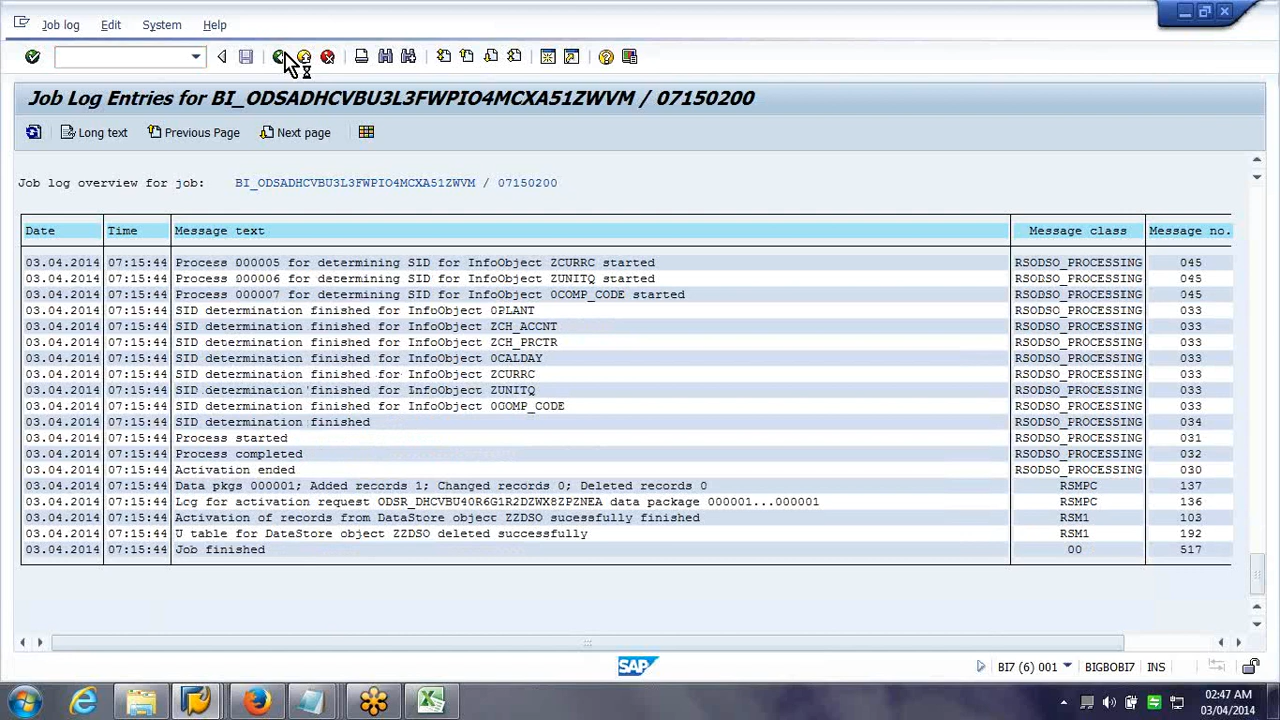 Job log Edit System Help
Job Log Entries for BI_ODSADHCVBU3L3FWPIO4MCXA51ZWVM / 07150200
Long text Previous Page Next page
Job log overview for job: BI_ODSADHCVBU3L3FWPIO4MCXA51ZWVM / 07150200
Date Time Message text Message class Message no.
03.04.2014 07:15:44 Process 000005 for determining SID for InfoObject ZCURRC started RSODSO_PROCESSING 045
03.04.2014 07:15:44 Process 000006 for determining SID for InfoObject ZUNITQ started RSODSO_PROCESSING 045
03.04.2014 07:15:44 Process 000007 for determining SID for InfoObject 0COMP_CODE started RSODSO_PROCESSING 045
03.04.2014 07:15:44 SID determination finished for InfoObject 0PLANT RSODSO_PROCESSING 033
03.04.2014 07:15:44 SID determination finished for InfoObject ZCH_ACCNT RSODSO_PROCESSING 033
03.04.2014 07:15:44 SID determination finished for InfoObject ZCH_PRCTR RSODSO_PROCESSING 033
03.04.2014 07:15:44 SID determination finished for InfoObject 0CALDAY RSODSO_PROCESSING 033
03.04.2014 07:15:44 SID determination finished for InfoObject ZCURRC RSODSO_PROCESSING 033
03.04.2014 07:15:44 SID determination finished for InfoObject ZUNITQ RSODSO_PROCESSING 033
03.04.2014 07:15:44 SID determination finished for InfoObject 0COMP_CODE RSODSO_PROCESSING 033
03.04.2014 07:15:44 SID determination finished RSODSO_PROCESSING 034
03.04.2014 07:15:44 Process started RSODSO_PROCESSING 031
03.04.2014 07:15:44 Process completed RSODSO_PROCESSING 032
03.04.2014 07:15:44 Activation ended RSODSO_PROCESSING 030
03.04.2014 07:15:44 Data pkgs 000001; Added records 1; Changed records 0; Deleted records 0 RSMPC 137
03.04.2014 07:15:44 Log for activation request ODSR_DHCVBU40R6G1R2DZWX8ZPZNEA data package 000001...000001 RSMPC 136
03.04.2014 07:15:44 Activation of records from DataStore object ZZDSO sucessfully finished RSM1 103
03.04.2014 07:15:44 U table for DataStore object ZZDSO deleted successfully RSM1 192
03.04.2014 07:15:44 Job finished 00 517
SAP BI7 (6) 001 BIGBOBI7 INS
02:47 AM
03/04/2014